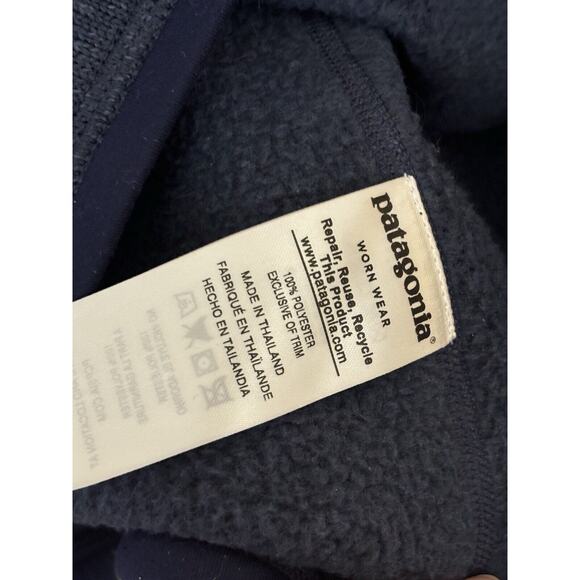 patagonia®
WORN WEAR
Repair, Reuse, Recycle
This Product
www.patagonia.com
100% POLYESTER
EXCLUSIVE OF TRIM
MADE IN THAILAND
FABRIQUÉ EN THAÏLANDE
HECHO EN TAILANDIA